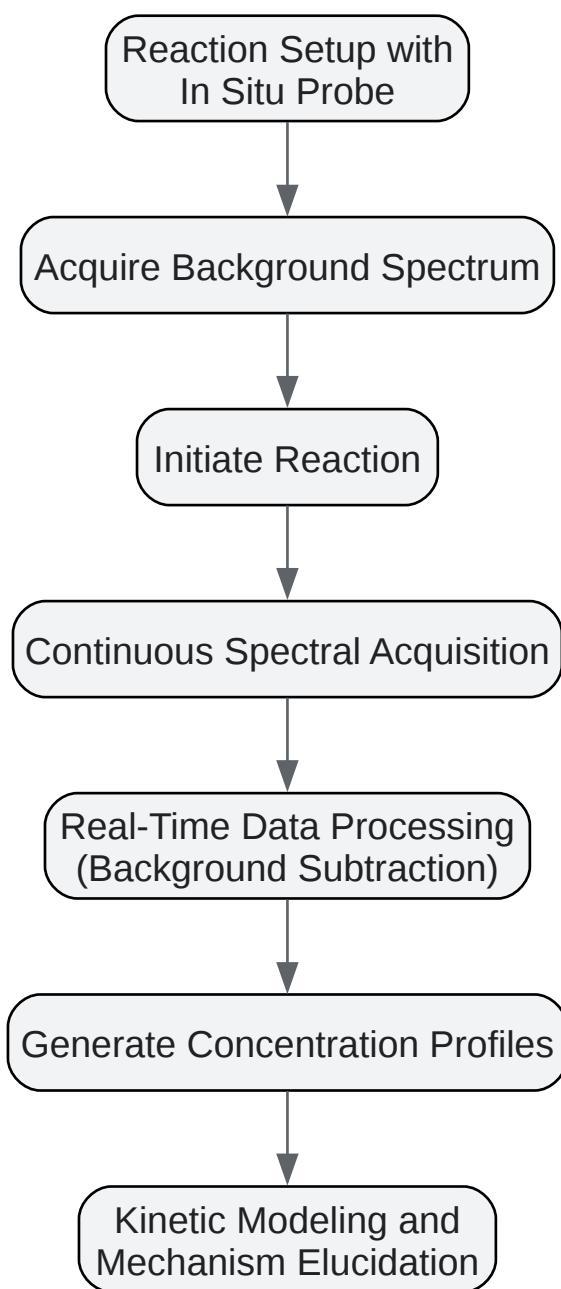 Reaction Setup with
In Situ Probe
Acquire Background Spectrum
Initiate Reaction
Continuous Spectral Acquisition
Real-Time Data Processing
(Background Subtraction)
Generate Concentration Profiles
Kinetic Modeling and
Mechanism Elucidation